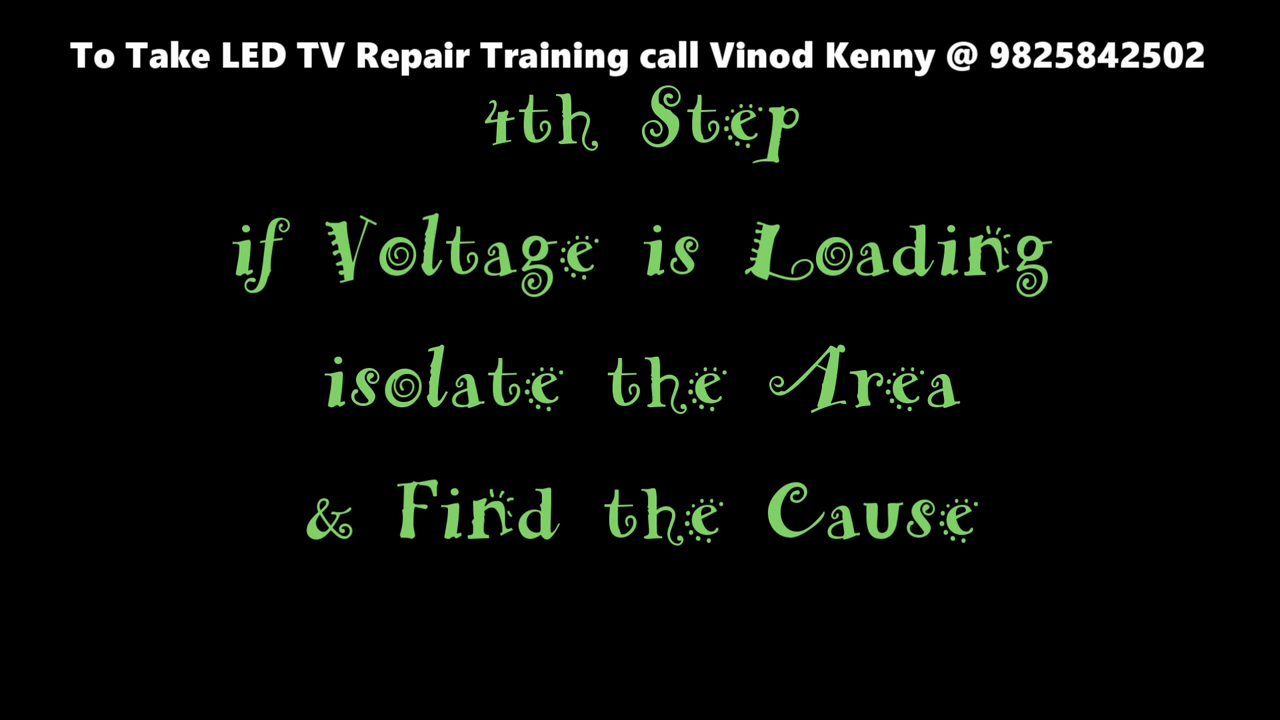 To Take LED TV Repair Training call Vinod Kenny @ 9825842502
4th Step
if Voltage is Loading
isolate the Area
& Find the Cause